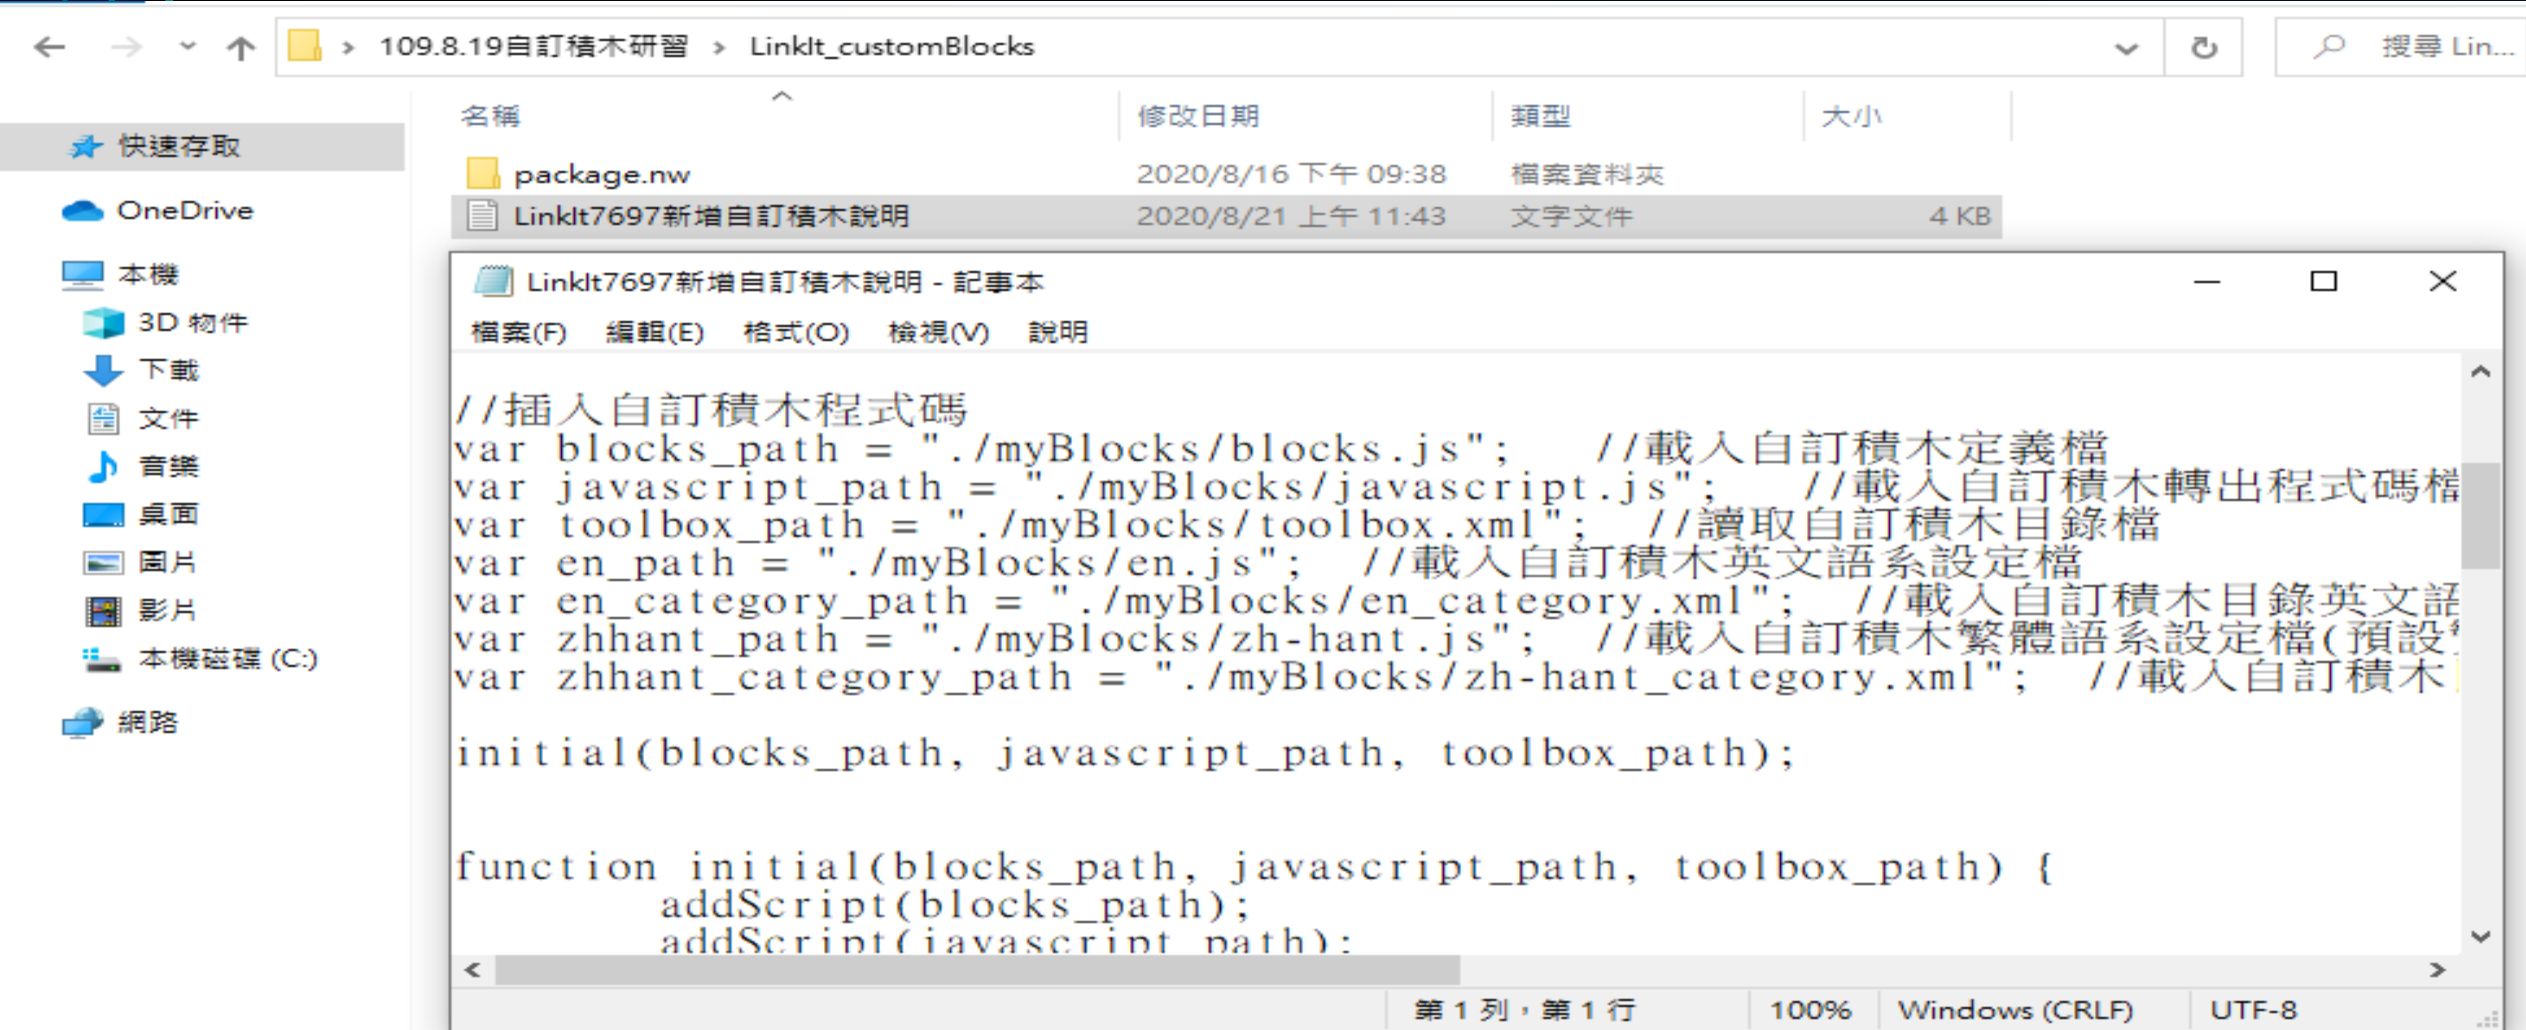 109.8.19自訂積木研習 > LinkIt_customBlocks
搜尋 Lin...
名稱 修改日期 類型 大小
快速存取
OneDrive
本機
3D 物件
下載
文件
音樂
桌面
圖片
影片
本機磁碟 (C:)
網路
package.nw 2020/8/16 下午 09:38 檔案資料夾
LinkIt7697新增自訂積木說明 2020/8/21 上午 11:43 文字文件 4 KB
LinkIt7697新增自訂積木說明 - 記事本
檔案(F) 編輯(E) 格式(O) 檢視(V) 說明
//插入自訂積木程式碼
var blocks_path = "./myBlocks/blocks.js"; //載入自訂積木定義檔
var javascript_path = "./myBlocks/javascript.js"; //載入自訂積木轉出程式碼檔
var toolbox_path = "./myBlocks/toolbox.xml"; //讀取自訂積木目錄檔
var en_path = "./myBlocks/en.js"; //載入自訂積木英文語系設定檔
var en_category_path = "./myBlocks/en_category.xml"; //載入自訂積木目錄英文語
var zhhant_path = "./myBlocks/zh-hant.js"; //載入自訂積木繁體語系設定檔(預設
var zhhant_category_path = "./myBlocks/zh-hant_category.xml"; //載入自訂積木
initial(blocks_path, javascript_path, toolbox_path);
function initial(blocks_path, javascript_path, toolbox_path) {
addScript(blocks_path);
addScript(javascript_path);
第 1 列，第 1 行 100% Windows (CRLF) UTF-8